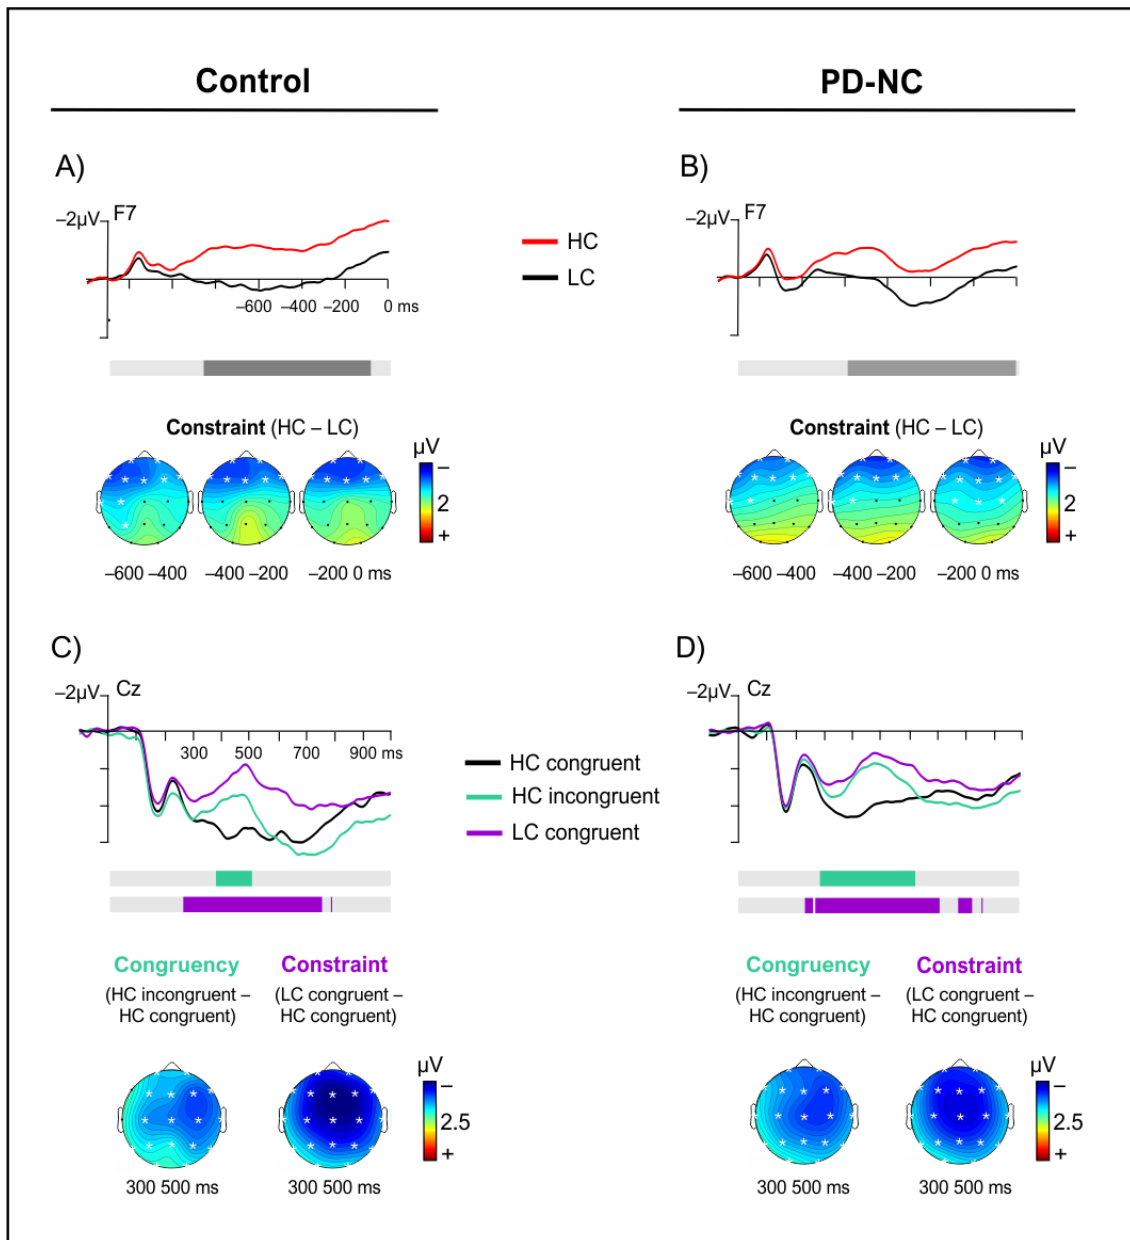 Control
PD-NC
A)
B)
–2µV
F7
–2µV
F7
HC
LC
–600 –400 –200 0 ms
Constraint (HC – LC)
Constraint (HC – LC)
µV
–
2
+
µV
–
2
+
–600 –400
–400 –200
–200 0 ms
–600 –400
–400 –200
–200 0 ms
C)
D)
–2µV
Cz
–2µV
Cz
300 500 700 900 ms
HC congruent
HC incongruent
LC congruent
Congruency
(HC incongruent –
HC congruent)
Constraint
(LC congruent –
HC congruent)
Congruency
(HC incongruent –
HC congruent)
Constraint
(LC congruent –
HC congruent)
µV
–
2.5
+
µV
–
2.5
+
300 500 ms
300 500 ms
300 500 ms
300 500 ms